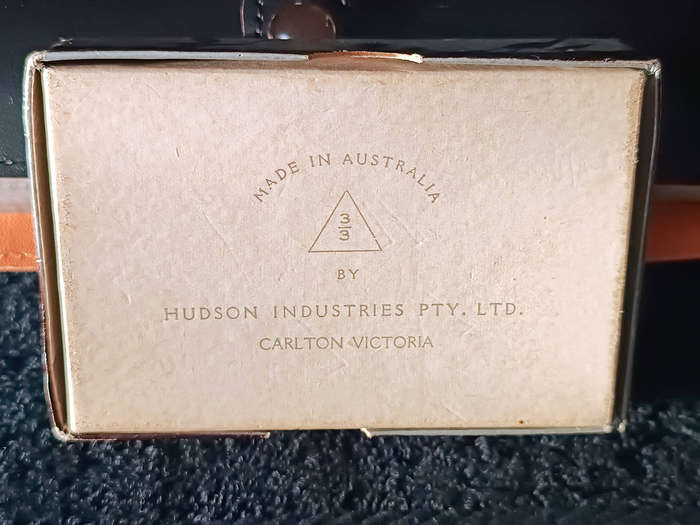 MADE IN AUSTRALIA
3
3
BY
HUDSON INDUSTRIES PTY. LTD.
CARLTON VICTORIA